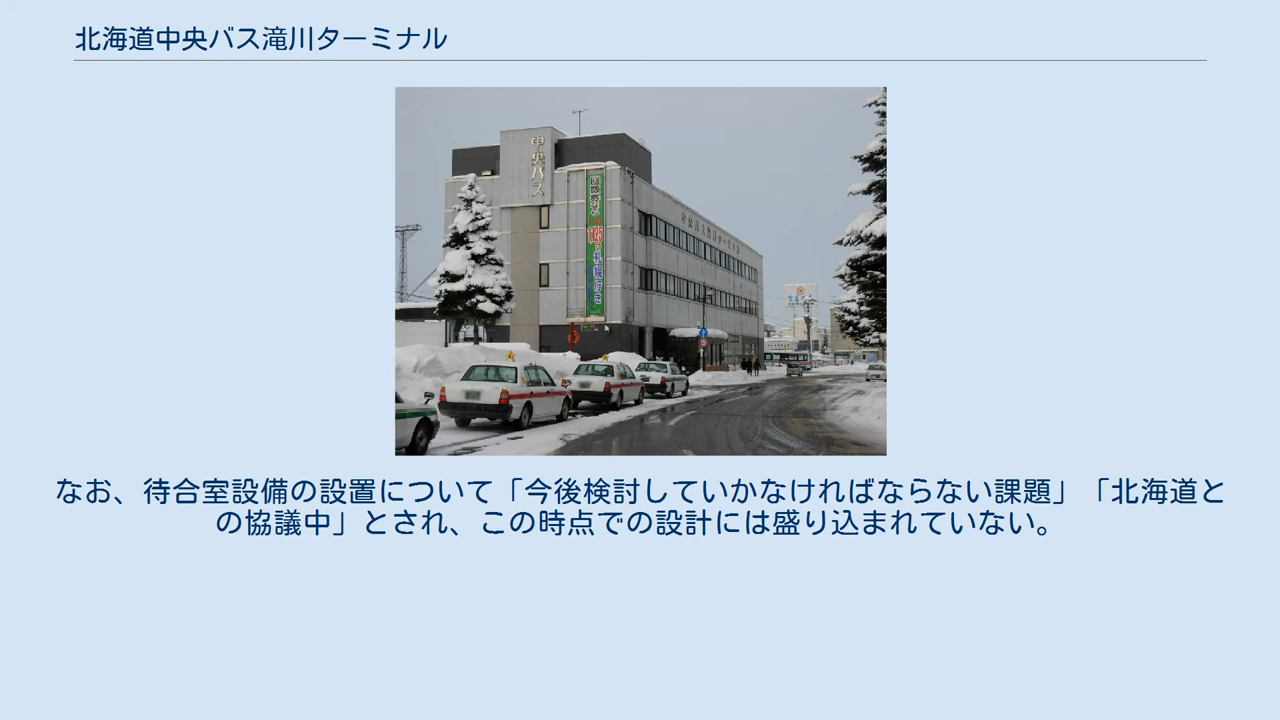 北海道中央バス滝川ターミナル
中央バス
札幌行き
なお、待合室設備の設置について「今後検討していかなければならない課題」「北海道と
の協議中」とされ、この時点での設計には盛り込まれていない。